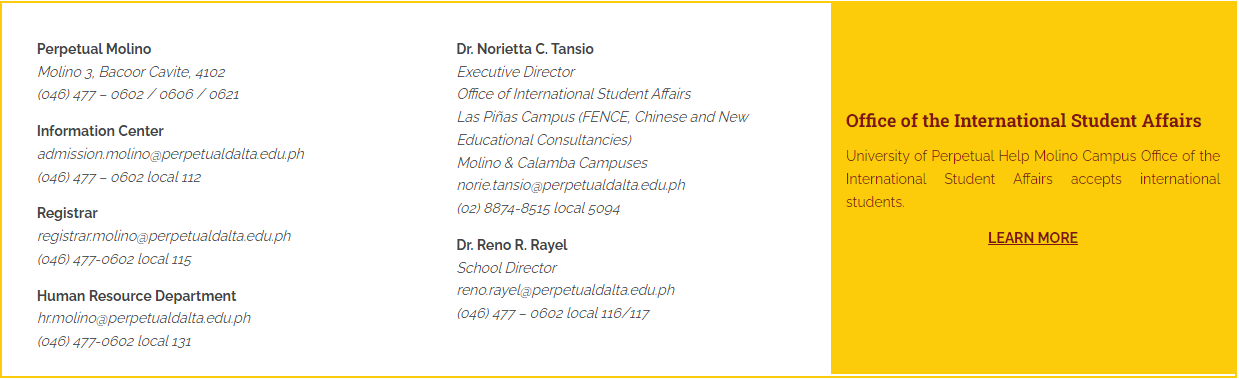 Perpetual Molino
Molino 3, Bacoor Cavite, 4102
(046) 477 – 0602 / 0606 / 0621
Information Center
admission.molino@perpetualdalta.edu.ph
(046) 477 – 0602 local 112
Registrar
registrar.molino@perpetualdalta.edu.ph
(046) 477-0602 local 115
Human Resource Department
hr.molino@perpetualdalta.edu.ph
(046) 477-0602 local 131
Dr. Norietta C. Tansio
Executive Director
Office of International Student Affairs
Las Piñas Campus (FENCE, Chinese and New
Educational Consultancies)
Molino & Calamba Campuses
norie.tansio@perpetualdalta.edu.ph
(02) 8874-8515 local 5094
Dr. Reno R. Rayel
School Director
reno.rayel@perpetualdalta.edu.ph
(046) 477 – 0602 local 116/117
Office of the International Student Affairs
University of Perpetual Help Molino Campus Office of the
International Student Affairs accepts international
students.
LEARN MORE